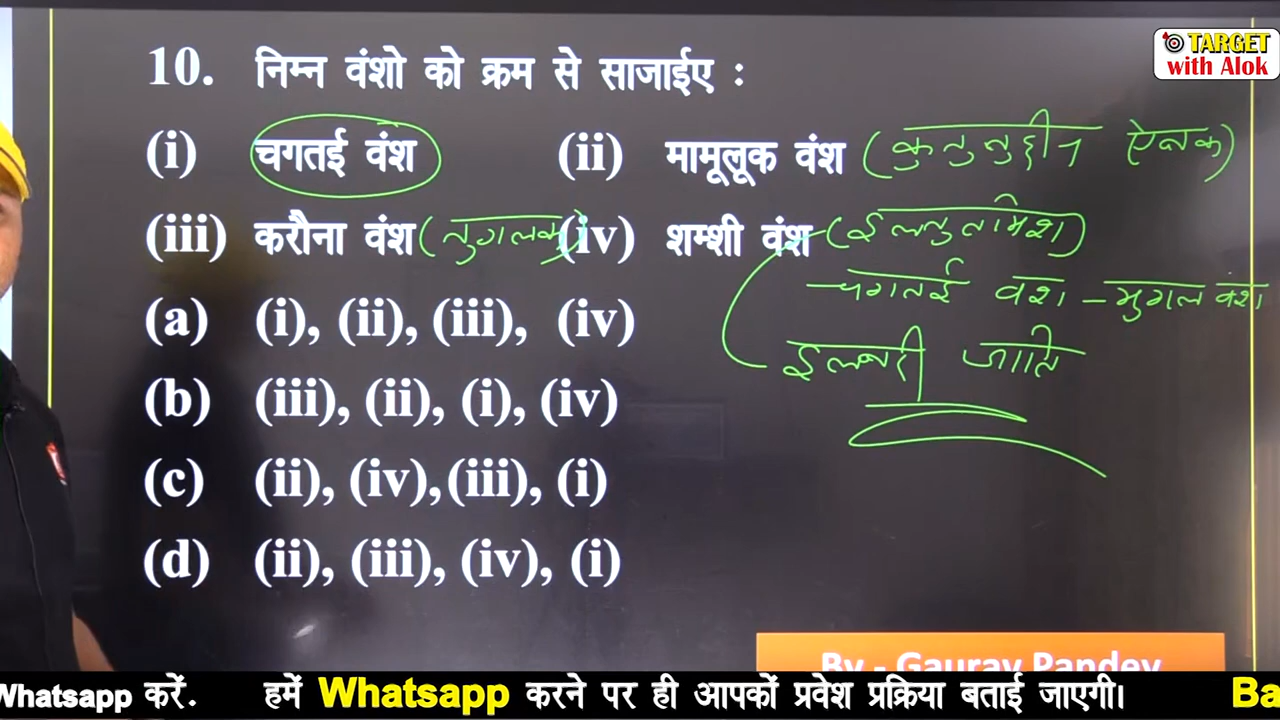 TARGET
with Alok
10. निम्न वंशो को क्रम से साजाईए :
(i) चगतई वंश (ii) मामूलूक वंश (कुतुबुद्दीन ऐबक)
(iii) करौना वंश (तुगलक) (iv) शम्शी वंश (इल्तुतमिश)
चगतई वंश - मुगल वंश
(a) (i), (ii), (iii), (iv)
इलबरी जाति
(b) (iii), (ii), (i), (iv)
(c) (ii), (iv), (iii), (i)
(d) (ii), (iii), (iv), (i)
By - Gaurav Pandey
Whatsapp करें. हमें Whatsapp करने पर ही आपकों प्रवेश प्रक्रिया बताई जाएगी। Ba